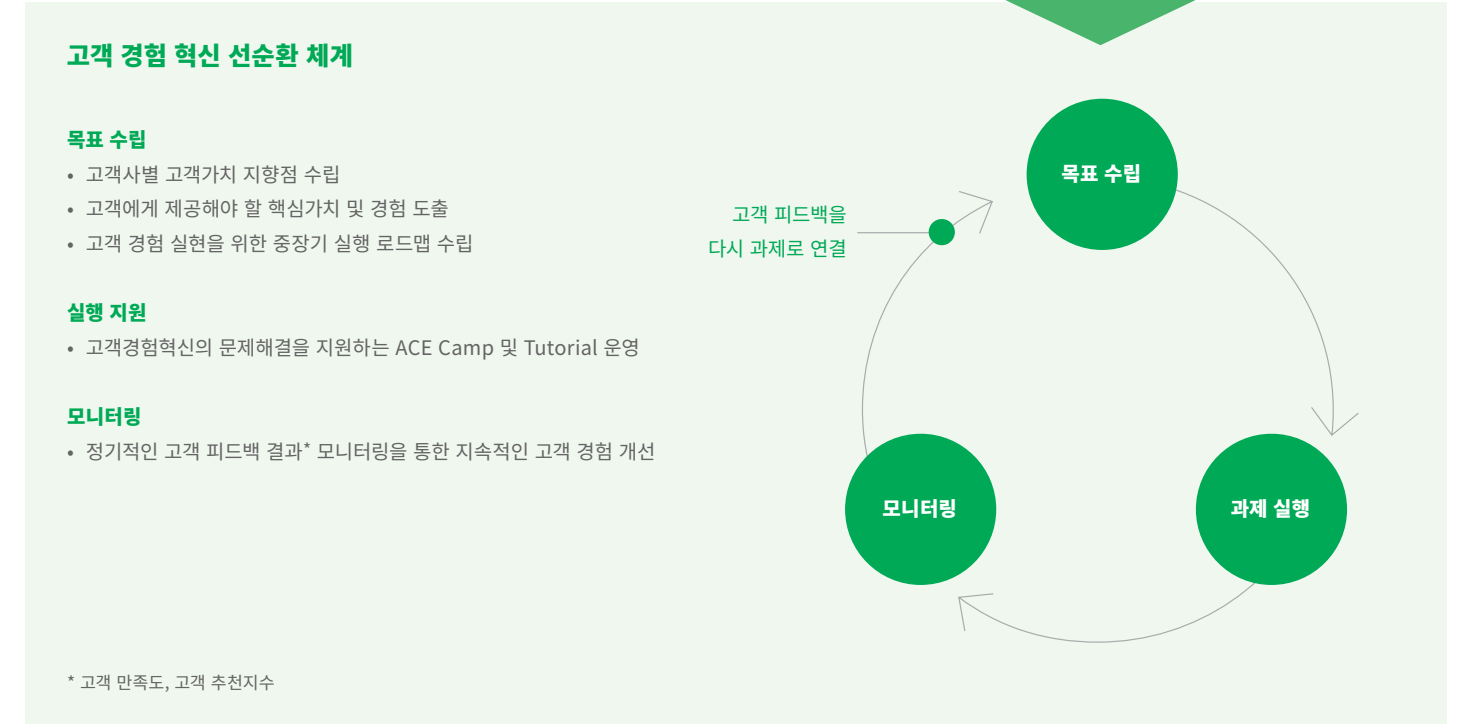 고객 경험 혁신 선순환 체계
목표 수립
• 고객사별 고객가치 지향점 수립
• 고객에게 제공해야 할 핵심가치 및 경험 도출
• 고객 경험 실현을 위한 중장기 실행 로드맵 수립
실행 지원
• 고객경험혁신의 문제해결을 지원하는 ACE Camp 및 Tutorial 운영
모니터링
• 정기적인 고객 피드백 결과* 모니터링을 통한 지속적인 고객 경험 개선
* 고객 만족도, 고객 추천지수
목표 수립
고객 피드백을
다시 과제로 연결
모니터링
과제 실행